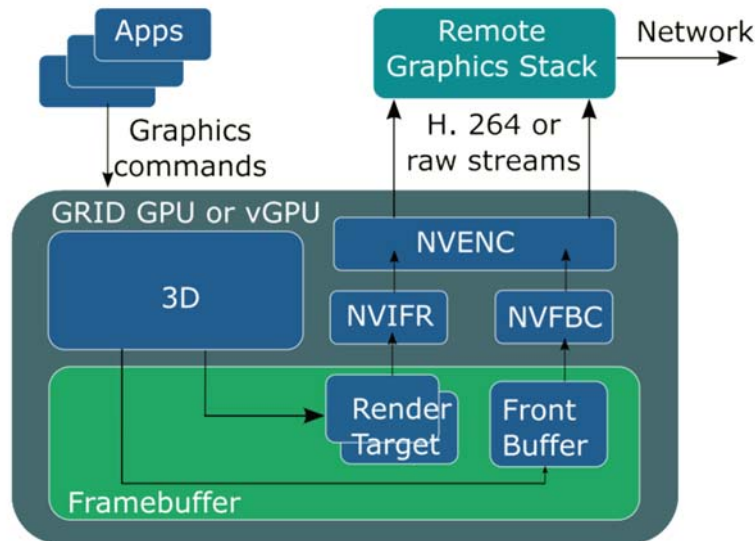 Apps
Remote
Graphics Stack
Network
Graphics
commands
H. 264 or
raw streams
GRID GPU or vGPU
NVENC
3D
NVIFR
NVFBC
Render
Target
Front
Buffer
Framebuffer